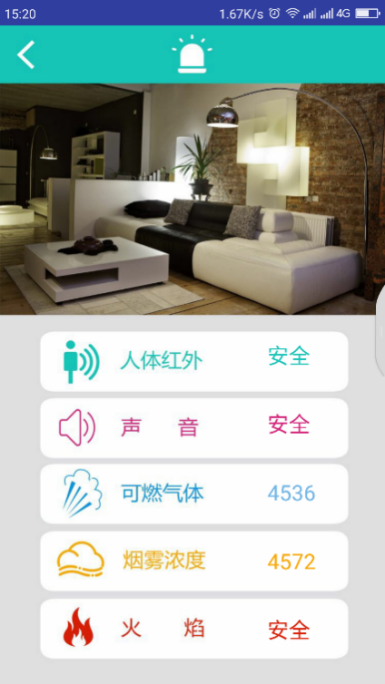 15:20 1.67K/s 4G
人体红外 安全
声 音 安全
可燃气体 4536
烟雾浓度 4572
火 焰 安全